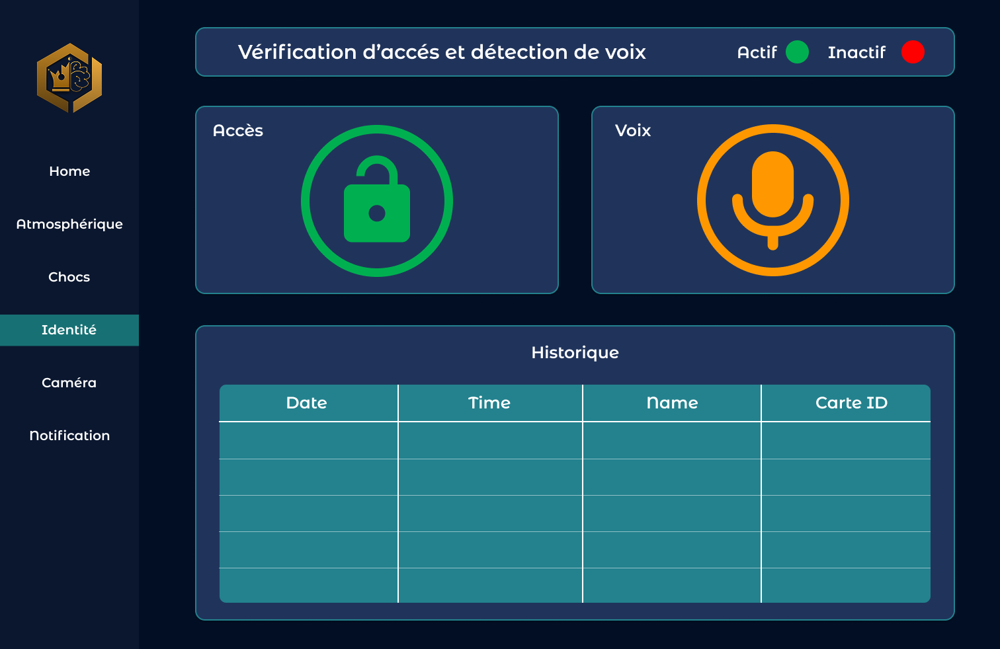 Vérification d’accés et détection de voix
Actif
Inactif
Home
Atmosphérique
Chocs
Identité
Caméra
Notification
Accès
Voix
Historique
Date
Time
Name
Carte ID